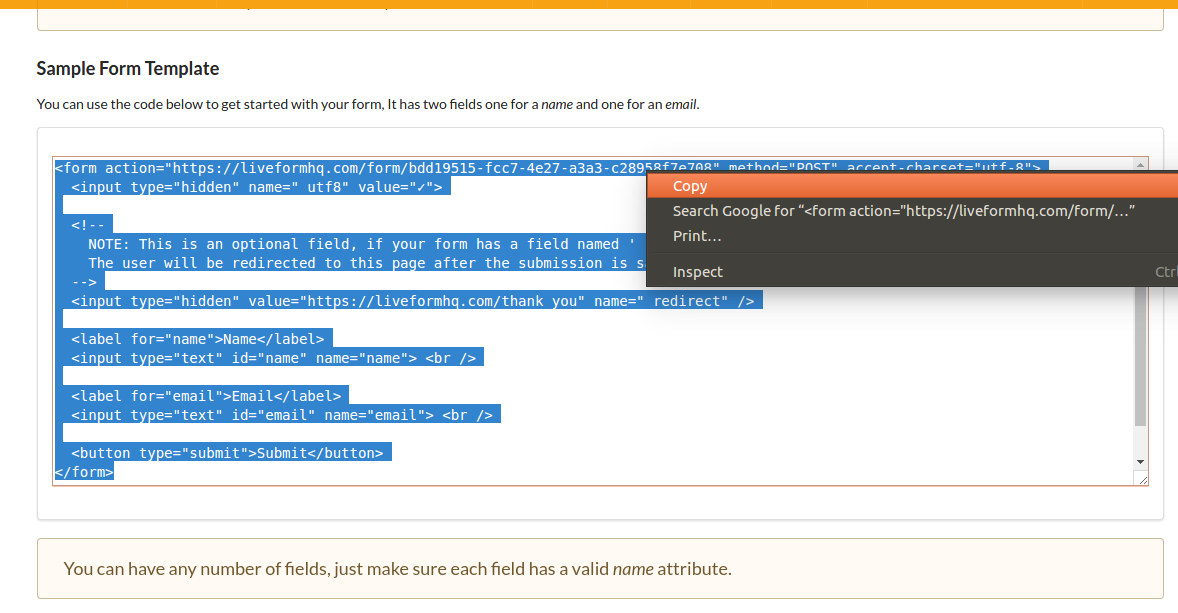 Sample Form Template
You can use the code below to get started with your form, It has two fields one for a name and one for an email.
<form action="https://liveformhq.com/form/bdd19515-fcc7-4e27-a3a3-c28958f7e708" method="POST" accept-charset="utf-8">
<input type="hidden" name=" utf8" value="✓">
Copy
<!--
Search Google for “<form action="https://liveformhq.com/form/…”
NOTE: This is an optional field, if your form has a field named '
Print…
The user will be redirected to this page after the submission is
Inspect
-->
<input type="hidden" value="https://liveformhq.com/thank you" name=" redirect" />
<label for="name">Name</label>
<input type="text" id="name" name="name"> <br />
<label for="email">Email</label>
<input type="text" id="email" name="email"> <br />
<button type="submit">Submit</button>
</form>
You can have any number of fields, just make sure each field has a valid name attribute.